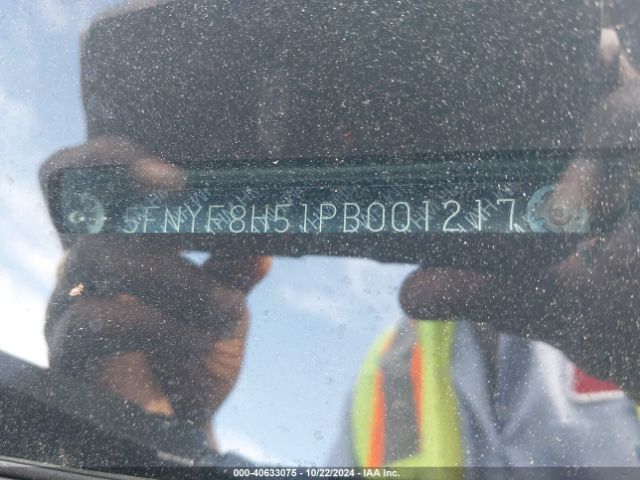 5FNYF8H51PB001217
000-40633075 - 10/22/2024 - IAA Inc.